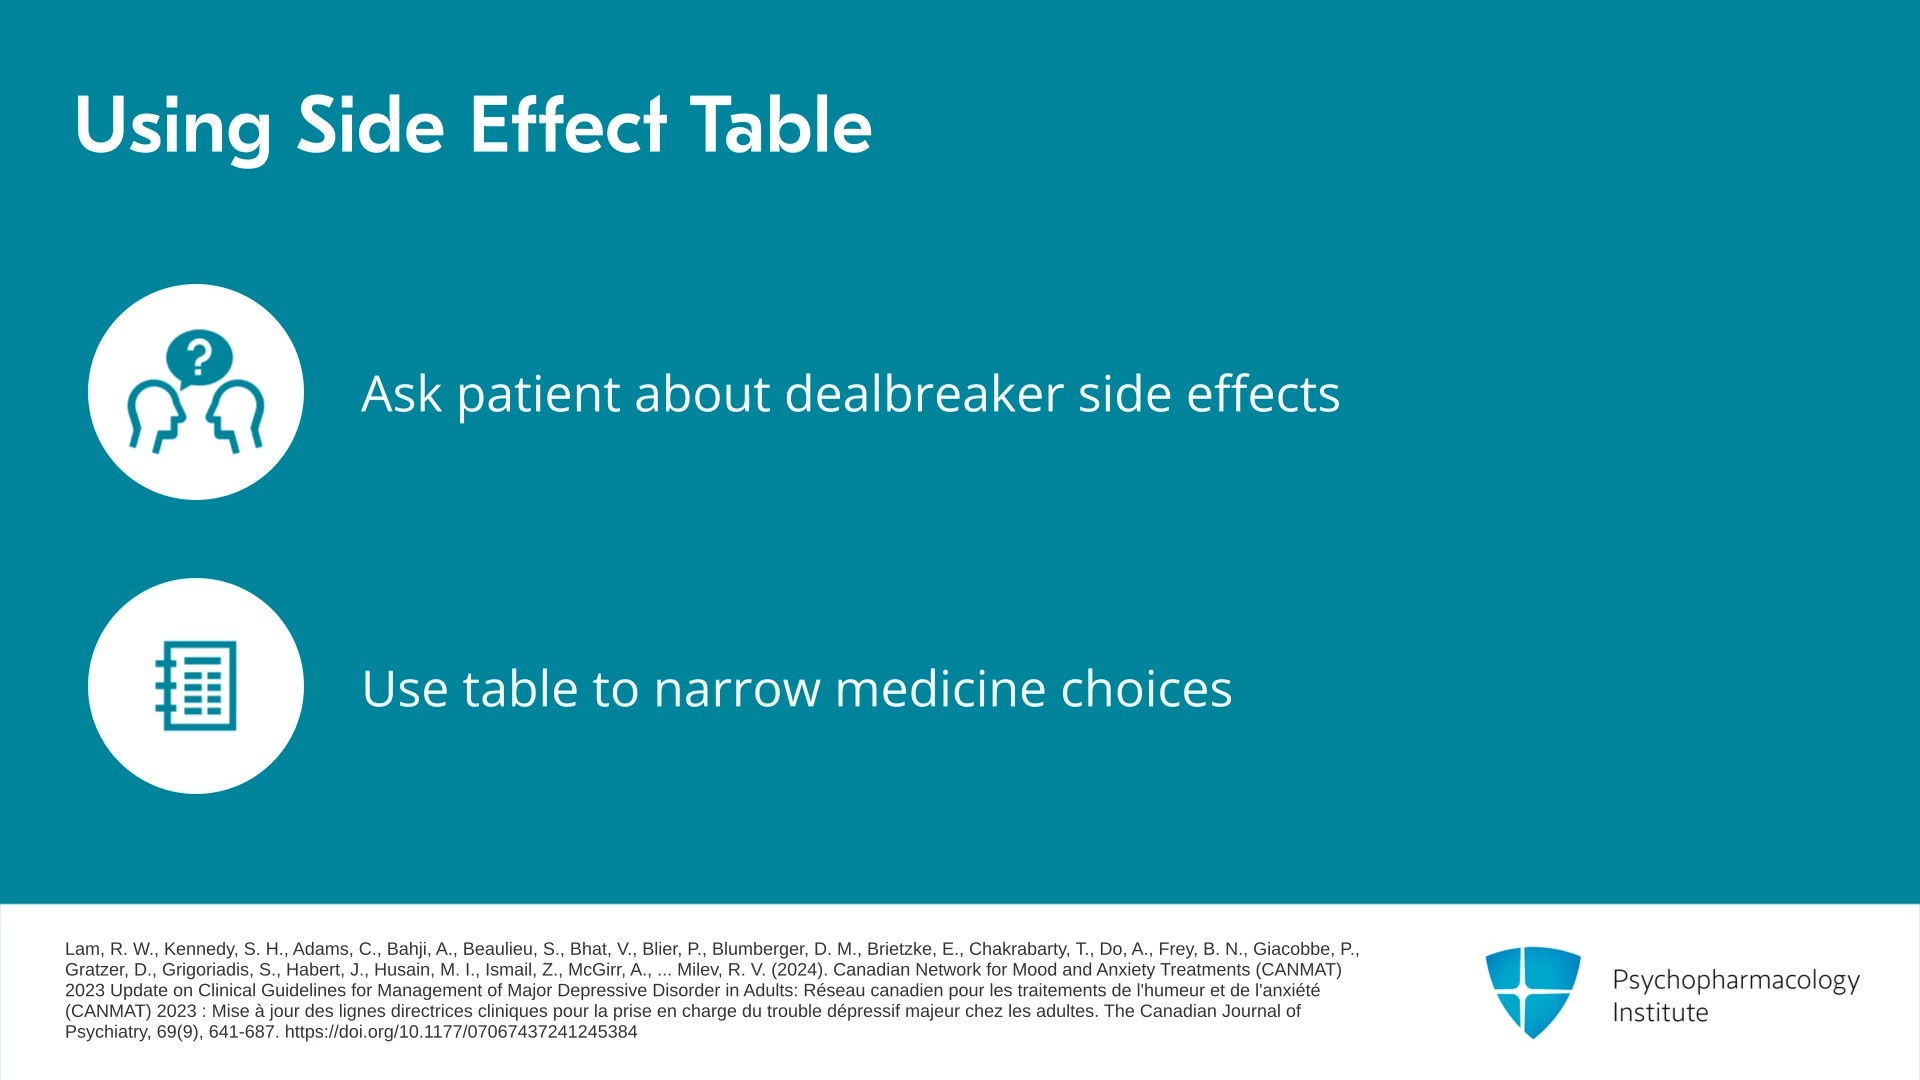 Using Side Effect Table
?
Ask patient about dealbreaker side effects
Use table to narrow medicine choices
Lam, R. W., Kennedy, S. H., Adams, C., Bahji, A., Beaulieu, S., Bhat, V., Blier, P., Blumberger, D. M., Brietzke, E., Chakrabarty, T., Do, A., Frey, B. N., Giacobbe, P.,
Gratzer, D., Grigoriadis, S., Habert, J., Husain, M. I., Ismail, Z., McGirr, A., ... Milev, R. V. (2024). Canadian Network for Mood and Anxiety Treatments (CANMAT)
2023 Update on Clinical Guidelines for Management of Major Depressive Disorder in Adults: Réseau canadien pour les traitements de l'humeur et de l'anxiété
(CANMAT) 2023 : Mise à jour des lignes directrices cliniques pour la prise en charge du trouble dépressif majeur chez les adultes. The Canadian Journal of
Psychiatry, 69(9), 641-687. https://doi.org/10.1177/07067437241245384
Psychopharmacology
Institute